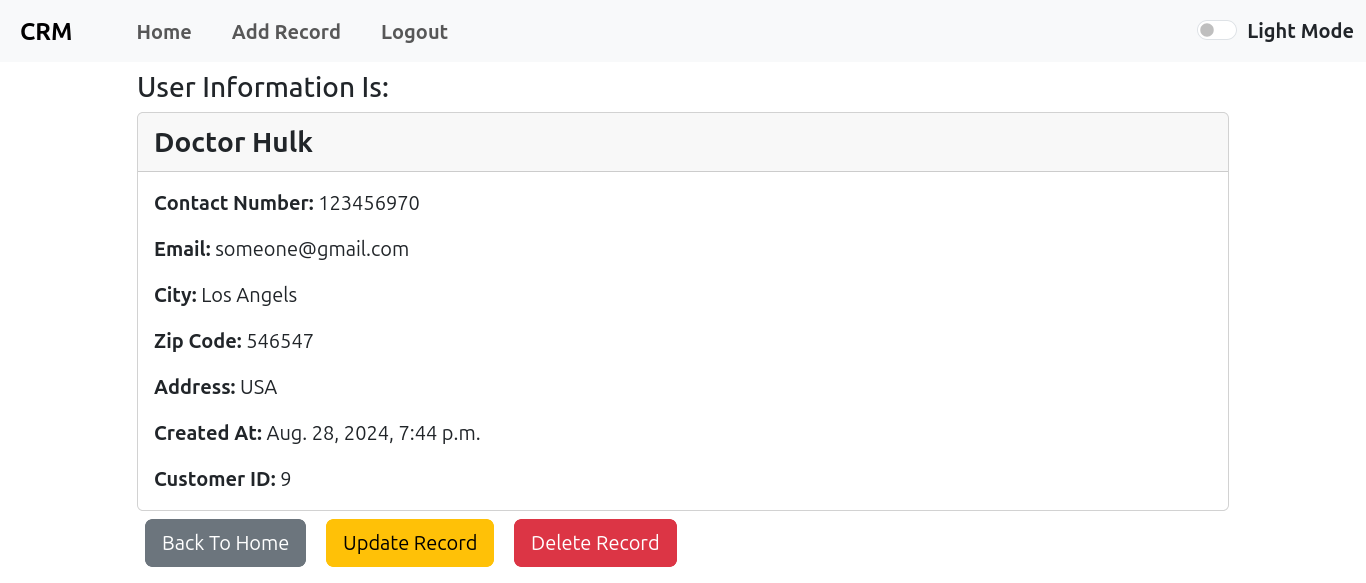 CRM Home Add Record Logout Light Mode
User Information Is:
Doctor Hulk
Contact Number: 123456970
Email: someone@gmail.com
City: Los Angels
Zip Code: 546547
Address: USA
Created At: Aug. 28, 2024, 7:44 p.m.
Customer ID: 9
Back To Home Update Record Delete Record